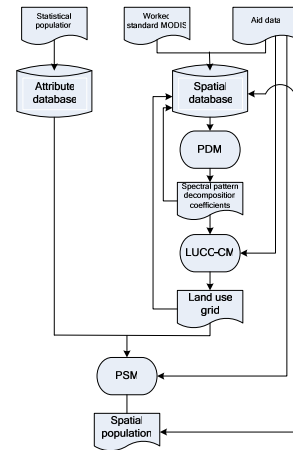 Statistical
population
Worked
standard MODIS
Aid data
Attribute
database
Spatial
database
PDM
Spectral pattern
decomposition
coefficients
LUCC-CM
Land use
grid
PSM
Spatial
population